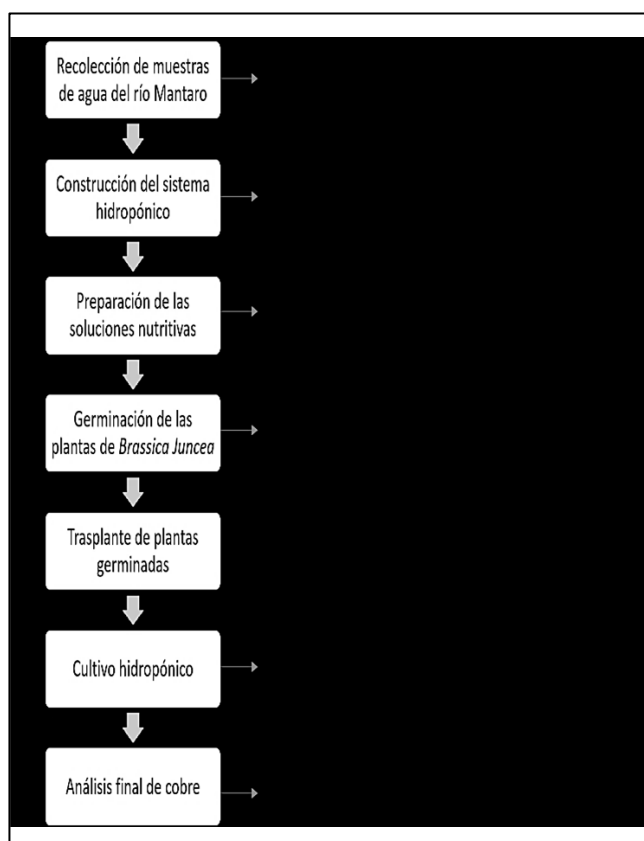 Recolección de muestras
de agua del río Mantaro
Construcción del sistema
hidropónico
Preparación de las
soluciones nutritivas
Germinación de las
plantas de Brassica Juncea
Trasplante de plantas
germinadas
Cultivo hidropónico
Análisis final de cobre